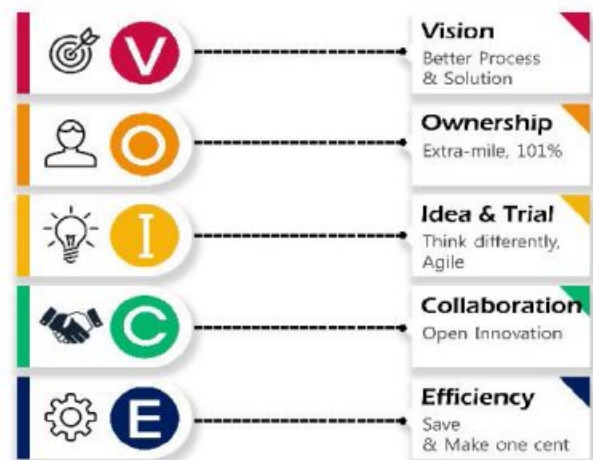 V
Vision
Better Process
& Solution
O
Ownership
Extra-mile, 101%
I
Idea & Trial
Think differently,
Agile
C
Collaboration
Open Innovation
E
Efficiency
Save
& Make one cent